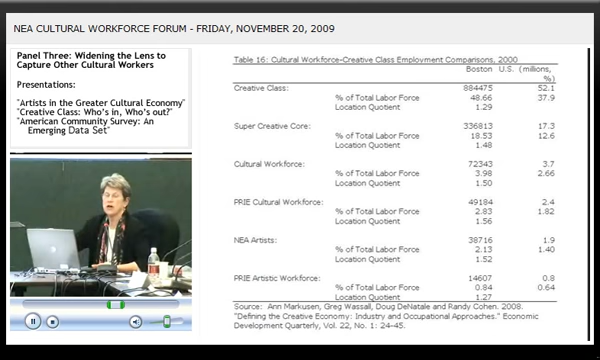 NEA CULTURAL WORKFORCE FORUM - FRIDAY, NOVEMBER 20, 2009
Panel Three: Widening the Lens to
Capture Other Cultural Workers
Presentations:
"Artists in the Greater Cultural Economy"
"Creative Class: Who's in, Who's out?"
"American Community Survey: An
Emerging Data Set"
Table 16: Cultural Workforce-Creative Class Employment Comparisons, 2000
Boston U.S. (millions,
%)
Creative Class: 884475 52.1
% of Total Labor Force 48.66 37.9
Location Quotient 1.29
Super Creative Core: 336813 17.3
% of Total Labor Force 18.53 12.6
Location Quotient 1.48
Cultural Workforce: 72343 3.7
% of Total Labor Force 3.98 2.66
Location Quotient 1.50
PRIE Cultural Workforce: 49184 2.4
% of Total Labor Force 2.83 1.82
Location Quotient 1.56
NEA Artists: 38716 1.9
% of Total Labor Force 2.13 1.40
Location Quotient 1.52
PRIE Artistic Workforce: 14607 0.8
% of Total Labor Force 0.84 0.64
Location Quotient 1.27
Source: Ann Markusen, Greg Wassall, Doug DeNatale and Randy Cohen. 2008.
"Defining the Creative Economy: Industry and Occupational Approaches." Economic
Development Quarterly, Vol. 22, No. 1: 24-45.